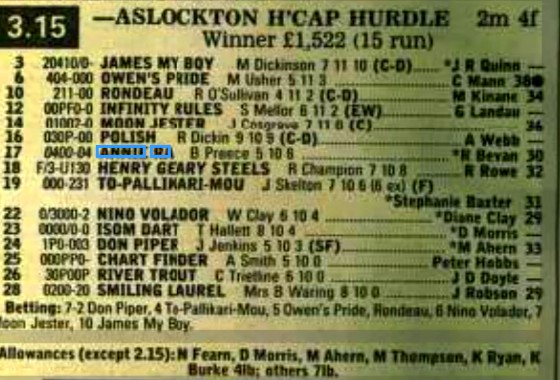 3.15 —ASLOCKTON H'CAP HURDLE 2m 4f
Winner £1,522 (15 run)
3 20410/0- JAMES MY BOY M Dickinson 7 11 10 (C-D) *J R Quinn —
6 404-000 OWEN'S PRIDE M Usher 5 11 3 C Mann 38
10 211-00 RONDEAU R O'Sullivan 4 11 2 (C-D) M Kinane 34
12 00PF0-0 INFINITY RULES S Mellor 6 11 2 (EW) G Landau —
14 01002-0 MOON JESTER J Cosgrave 7 11 0 (C) 36
16 030P-00 POLISH R Dickin 9 10 9 (C-D) A Webb —
17 0400-04 B Preece 5 10 8 *R Bevan 30
18 F/3-U130 HENRY GEARY STEELS R Champion 7 10 8 R Rowe 32
19 000-231 TO-PALLIKARI-MOU J Skelton 7 10 6 (6 ex) (F)
*Stephanie Baxter 31
22 0/3000-2 NINO VOLADOR W Clay 6 10 4 *Diane Clay 29
23 0000/0-0 ISOM DART T Hallett 8 10 4 *D Morris —
24 1P0-003 DON PIPER J Jenkins 5 10 3 (SF) *M Ahern 33
25 000PP0- CHART FINDER A Smith 5 10 0 Peter Hobbs —
26 30P00P RIVER TROUT C Trietline 6 10 0 J D Doyle —
28 0200-20 SMILING LAUREL Mrs B Waring 8 10 0 J Robson 29
Betting: 7-2 Don Piper, 4 To-Pallikari-Mou, 5 Owen's Pride, Rondeau, 6 Nino Volador, 7
Moon Jester, 10 James My Boy.
Allowances (except 2.15): N Fearn, D Morris, M Ahern, M Thompson, K Ryan, K
Burke 4lb; others 7lb.